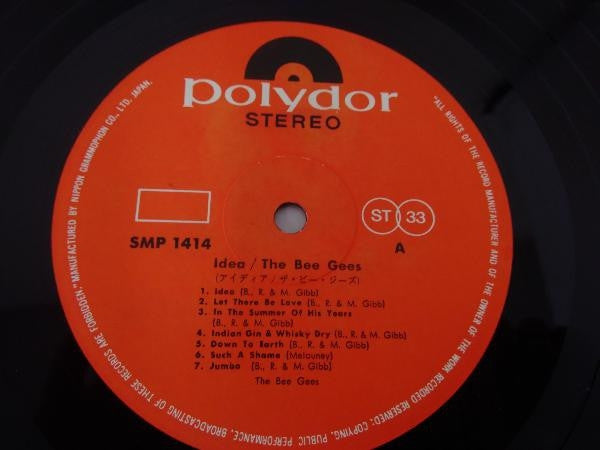 polydor
STEREO
ST 33
SMP 1414
A
Idea / The Bee Gees
(アイディア / ザ・ビー・ジーズ)
1. Idea (B., R. & M. Gibb)
2. Let There Be Love (B., R. & M. Gibb)
3. In The Summer Of His Years
(B., R. & M. Gibb)
4. Indian Gin & Whisky Dry (B., R. & M. Gibb)
5. Down To Earth (B., R. & M. Gibb)
6. Such A Shame (Melouney)
7. Jumbo (B., R. & M. Gibb)
The Bee Gees
"ALL RIGHTS OF THE RECORD MANUFACTURER AND OF THE OWNER OF THE WORK RECORDED RESERVED: COPYING, PUBLIC PERFORMANCE, BROADCASTING OF THESE RECORDS ARE FORBIDDEN." MANUFACTURED BY NIPPON GRAMMOPHON CO., LTD. JAPAN.